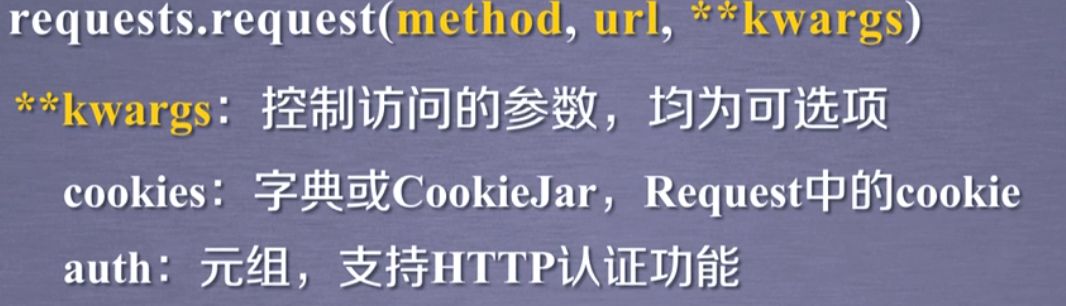 requests.request(method, url, **kwargs)
**kwargs：控制访问的参数，均为可选项
cookies：字典或CookieJar，Request中的cookie
auth：元组，支持HTTP认证功能